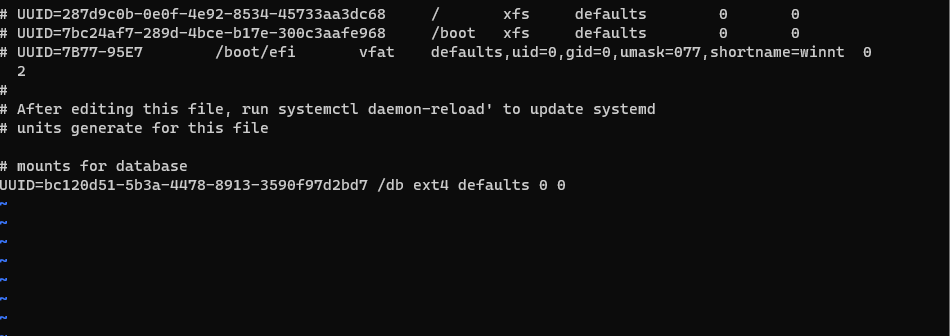 # UUID=287d9c0b-0e0f-4e92-8534-45733aa3dc68     /       xfs     defaults        0       0
# UUID=7bc24af7-289d-4bce-b17e-300c3aafe968     /boot   xfs     defaults        0       0
# UUID=7B77-95E7        /boot/efi       vfat    defaults,uid=0,gid=0,umask=077,shortname=winnt  0
  2
#
# After editing this file, run systemctl daemon-reload' to update systemd
# units generate for this file

# mounts for database
UUID=bc120d51-5b3a-4478-8913-3590f97d2bd7 /db ext4 defaults 0 0
~
~
~
~
~
~
~